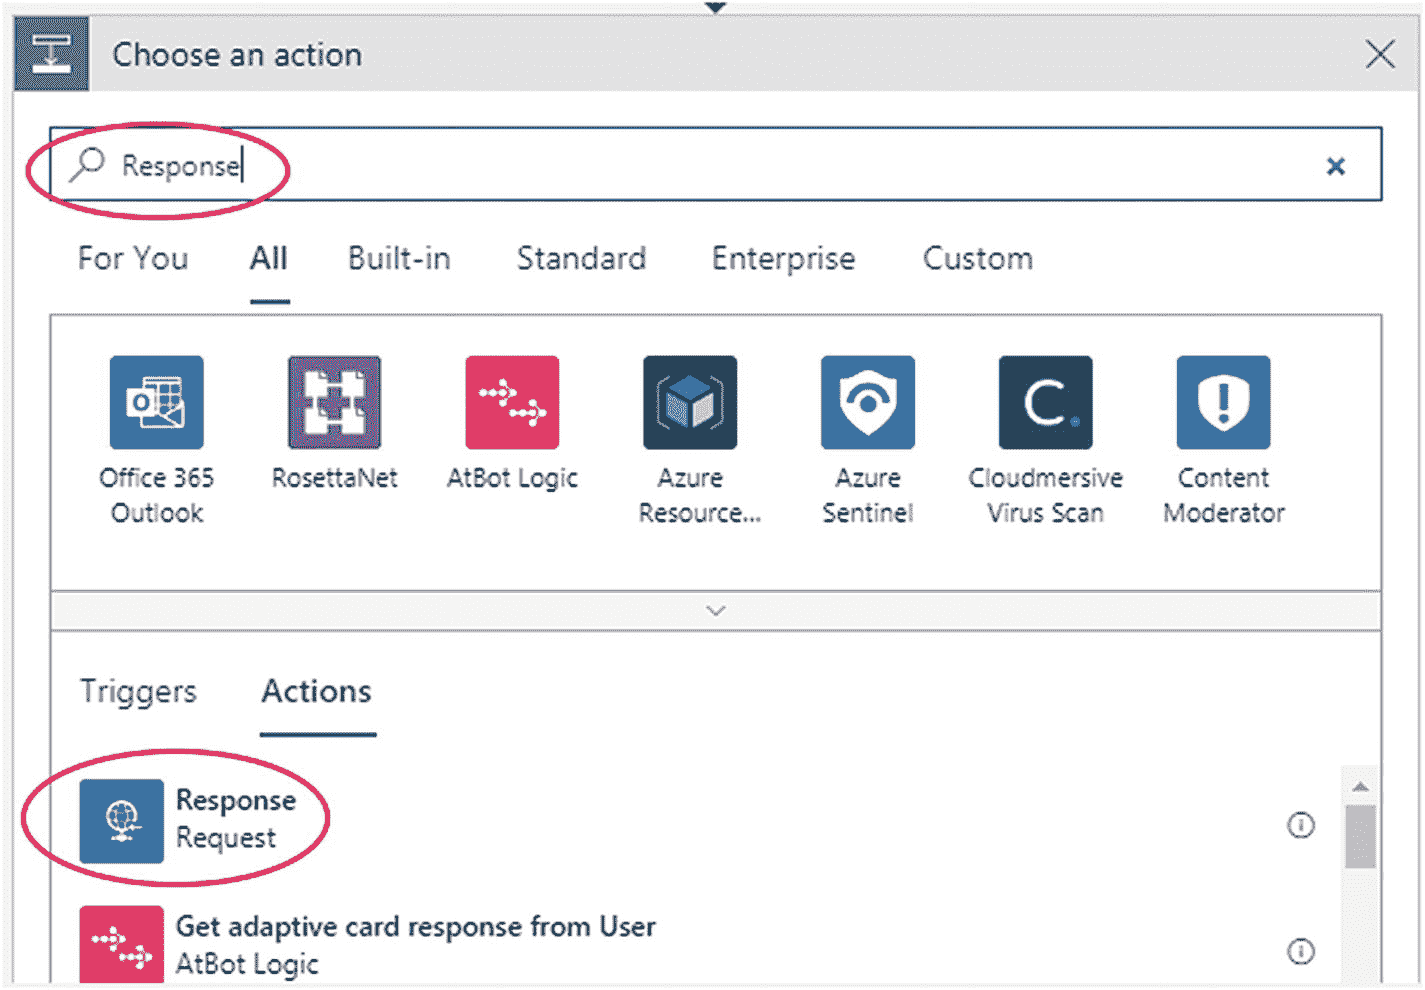 Choose an action
Response
For You All Built-in Standard Enterprise Custom
Office 365 Outlook
RosettaNet
AtBot Logic
Azure Resource...
Azure Sentinel
Cloudmersive Virus Scan
Content Moderator
Triggers Actions
Response
Request
Get adaptive card response from User
AtBot Logic